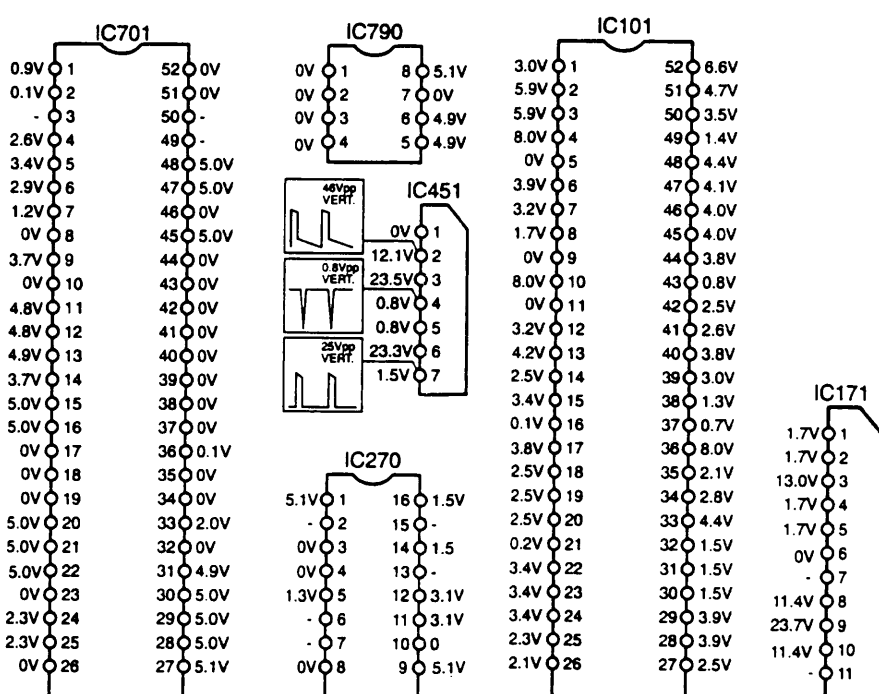 IC701
0.9V 1 52 0V
0.1V 2 51 0V
- 3 50 -
2.6V 4 49 -
3.4V 5 48 5.0V
2.9V 6 47 5.0V
1.2V 7 46 0V
0V 8 45 5.0V
3.7V 9 44 0V
0V 10 43 0V
4.8V 11 42 0V
4.8V 12 41 0V
4.9V 13 40 0V
3.7V 14 39 0V
5.0V 15 38 0V
5.0V 16 37 0V
0V 17 36 0.1V
0V 18 35 0V
0V 19 34 0V
5.0V 20 33 2.0V
5.0V 21 32 0V
5.0V 22 31 4.9V
0V 23 30 5.0V
2.3V 24 29 5.0V
2.3V 25 28 5.0V
0V 26 27 5.1V
IC790
0V 1 8 5.1V
0V 2 7 0V
0V 3 6 4.9V
0V 4 5 4.9V
IC451
46Vpp
VERT.
0.8Vpp
VERT.
25Vpp
VERT.
0V 1
12.1V 2
23.5V 3
0.8V 4
0.8V 5
23.3V 6
1.5V 7
IC270
5.1V 1 16 1.5V
- 2 15 -
0V 3 14 1.5
0V 4 13 -
1.3V 5 12 3.1V
- 6 11 3.1V
- 7 10 0
0V 8 9 5.1V
IC101
3.0V 1 52 6.6V
5.9V 2 51 4.7V
5.9V 3 50 3.5V
8.0V 4 49 1.4V
0V 5 48 4.4V
3.9V 6 47 4.1V
3.2V 7 46 4.0V
1.7V 8 45 4.0V
0V 9 44 3.8V
8.0V 10 43 0.8V
0V 11 42 2.5V
3.2V 12 41 2.6V
4.2V 13 40 3.8V
2.5V 14 39 3.0V
3.4V 15 38 1.3V
0.1V 16 37 0.7V
3.8V 17 36 8.0V
2.5V 18 35 2.1V
2.5V 19 34 2.8V
2.5V 20 33 4.4V
0.2V 21 32 1.5V
3.4V 22 31 1.5V
3.4V 23 30 1.5V
3.4V 24 29 3.9V
2.3V 25 28 3.9V
2.1V 26 27 2.5V
IC171
1.7V 1
1.7V 2
13.0V 3
1.7V 4
1.7V 5
0V 6
- 7
11.4V 8
23.7V 9
11.4V 10
- 11